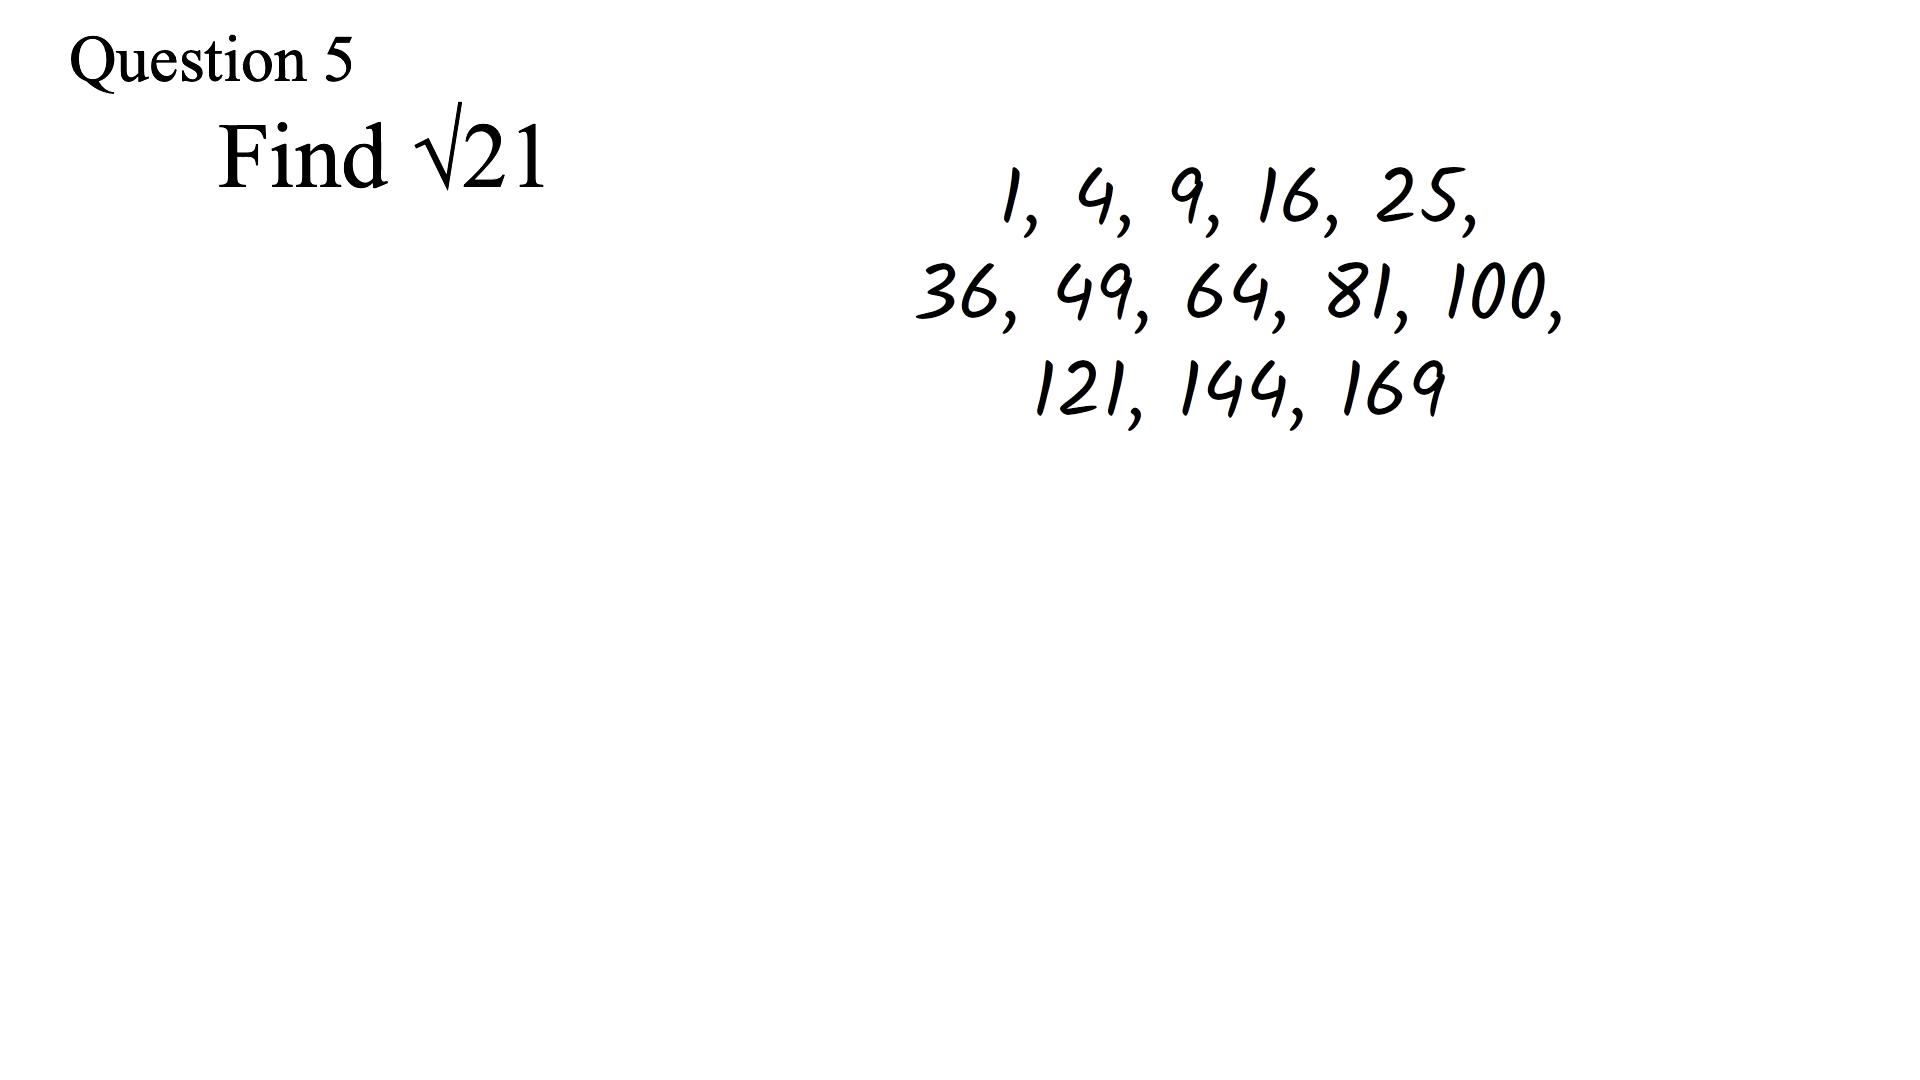 Question 5
Find √21
1, 4, 9, 16, 25,
36, 49, 64, 81, 100,
121, 144, 169